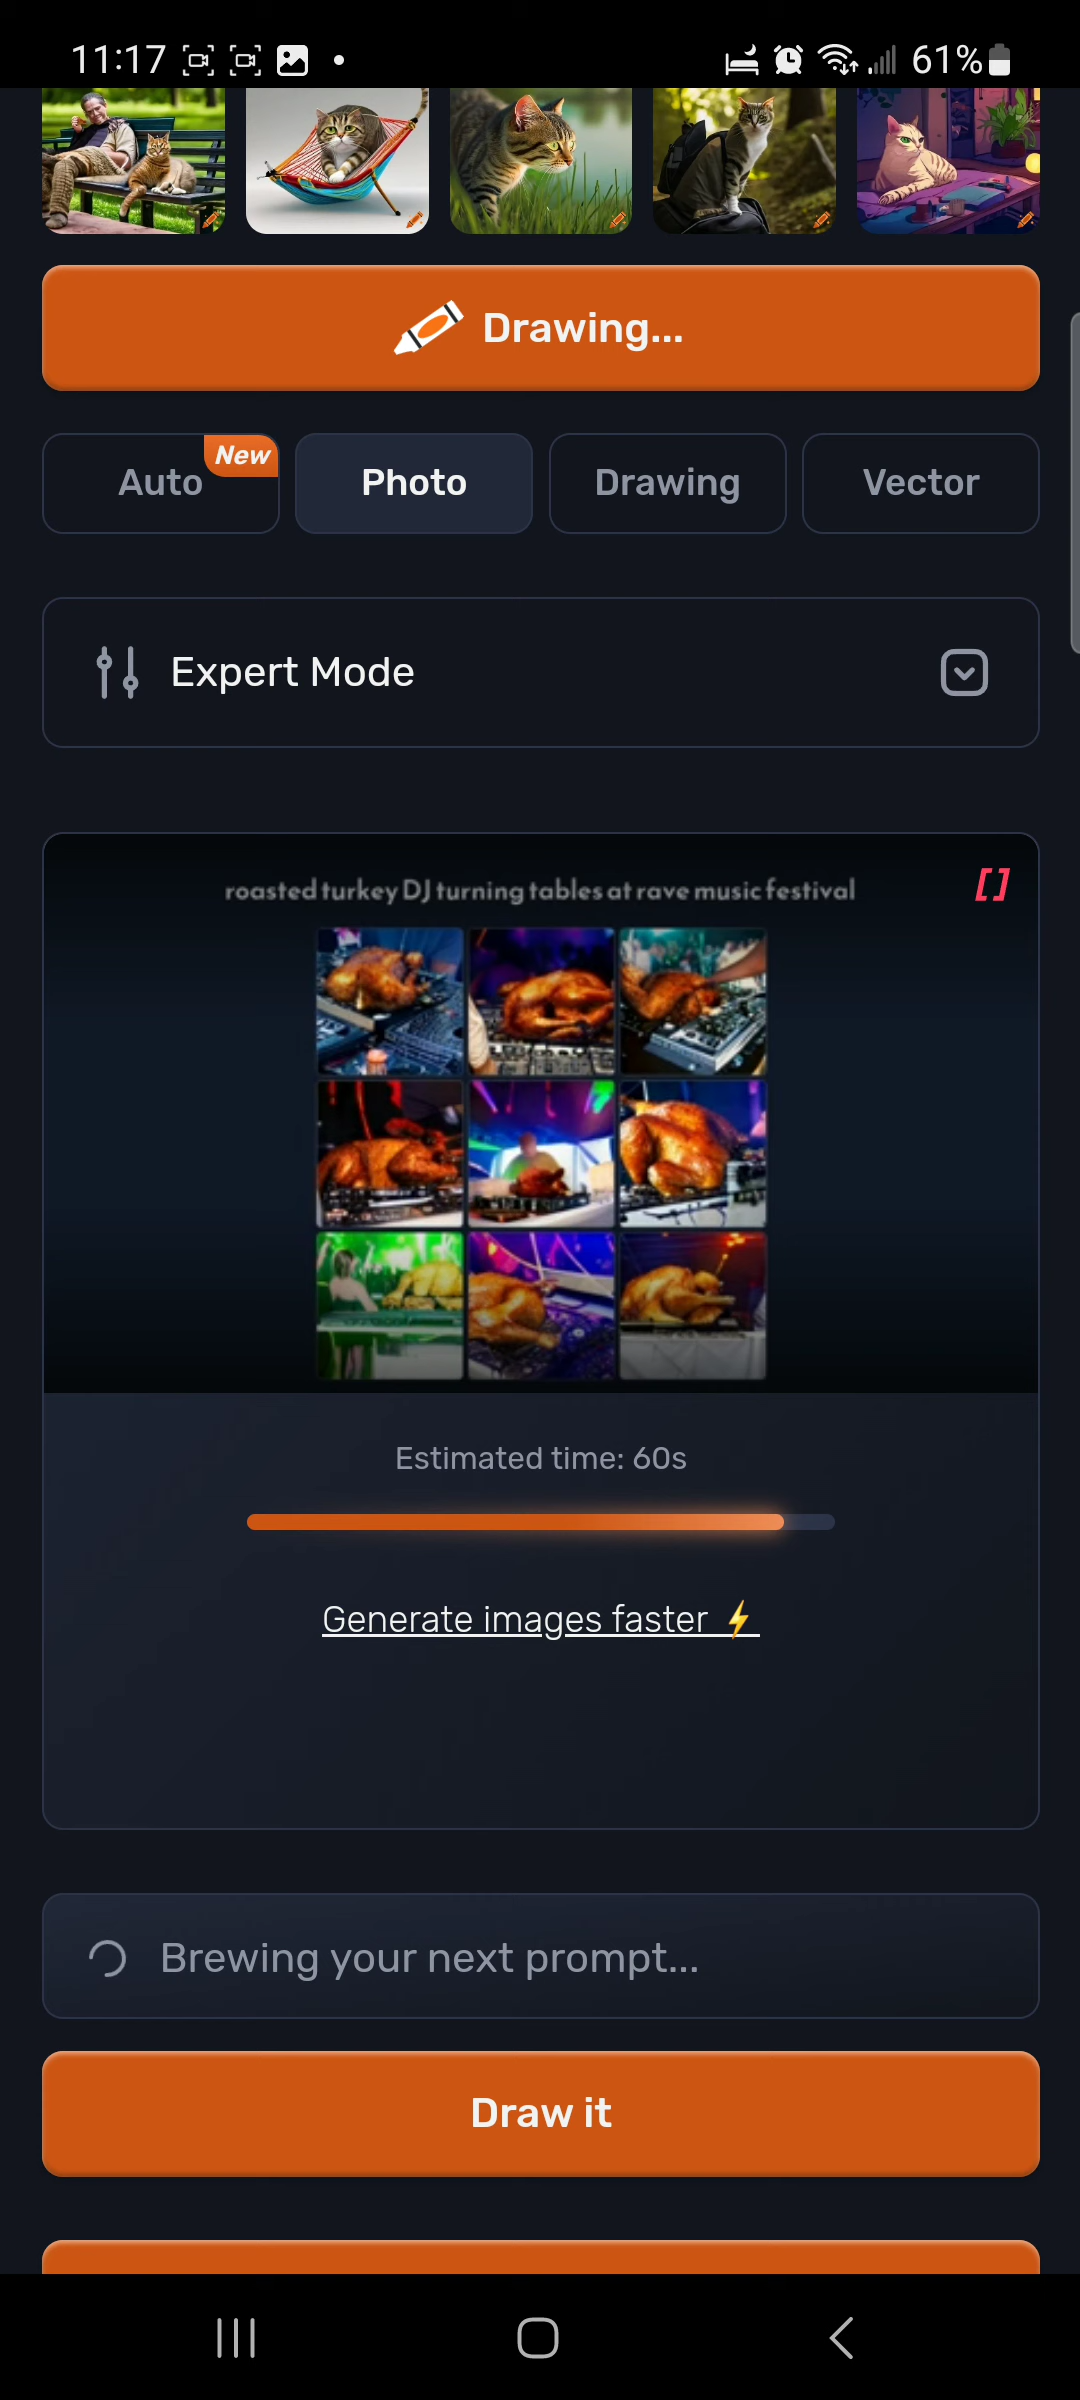 11:17
61%
Drawing...
Auto
New
Photo
Drawing
Vector
Expert Mode
roasted turkey DJ turning tables at rave music festival
[]
Estimated time: 60s
Generate images faster ⚡
Brewing your next prompt...
Draw it